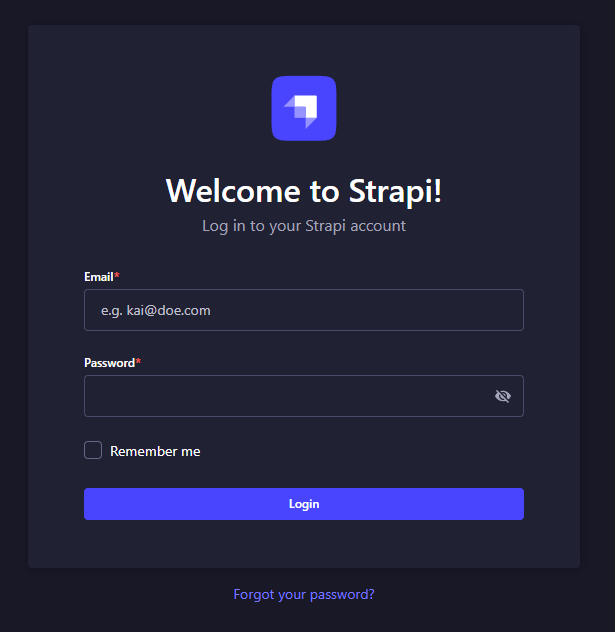 Welcome to Strapi!
Log in to your Strapi account
Email*
e.g. kai@doe.com
Password*
Remember me
Login
Forgot your password?